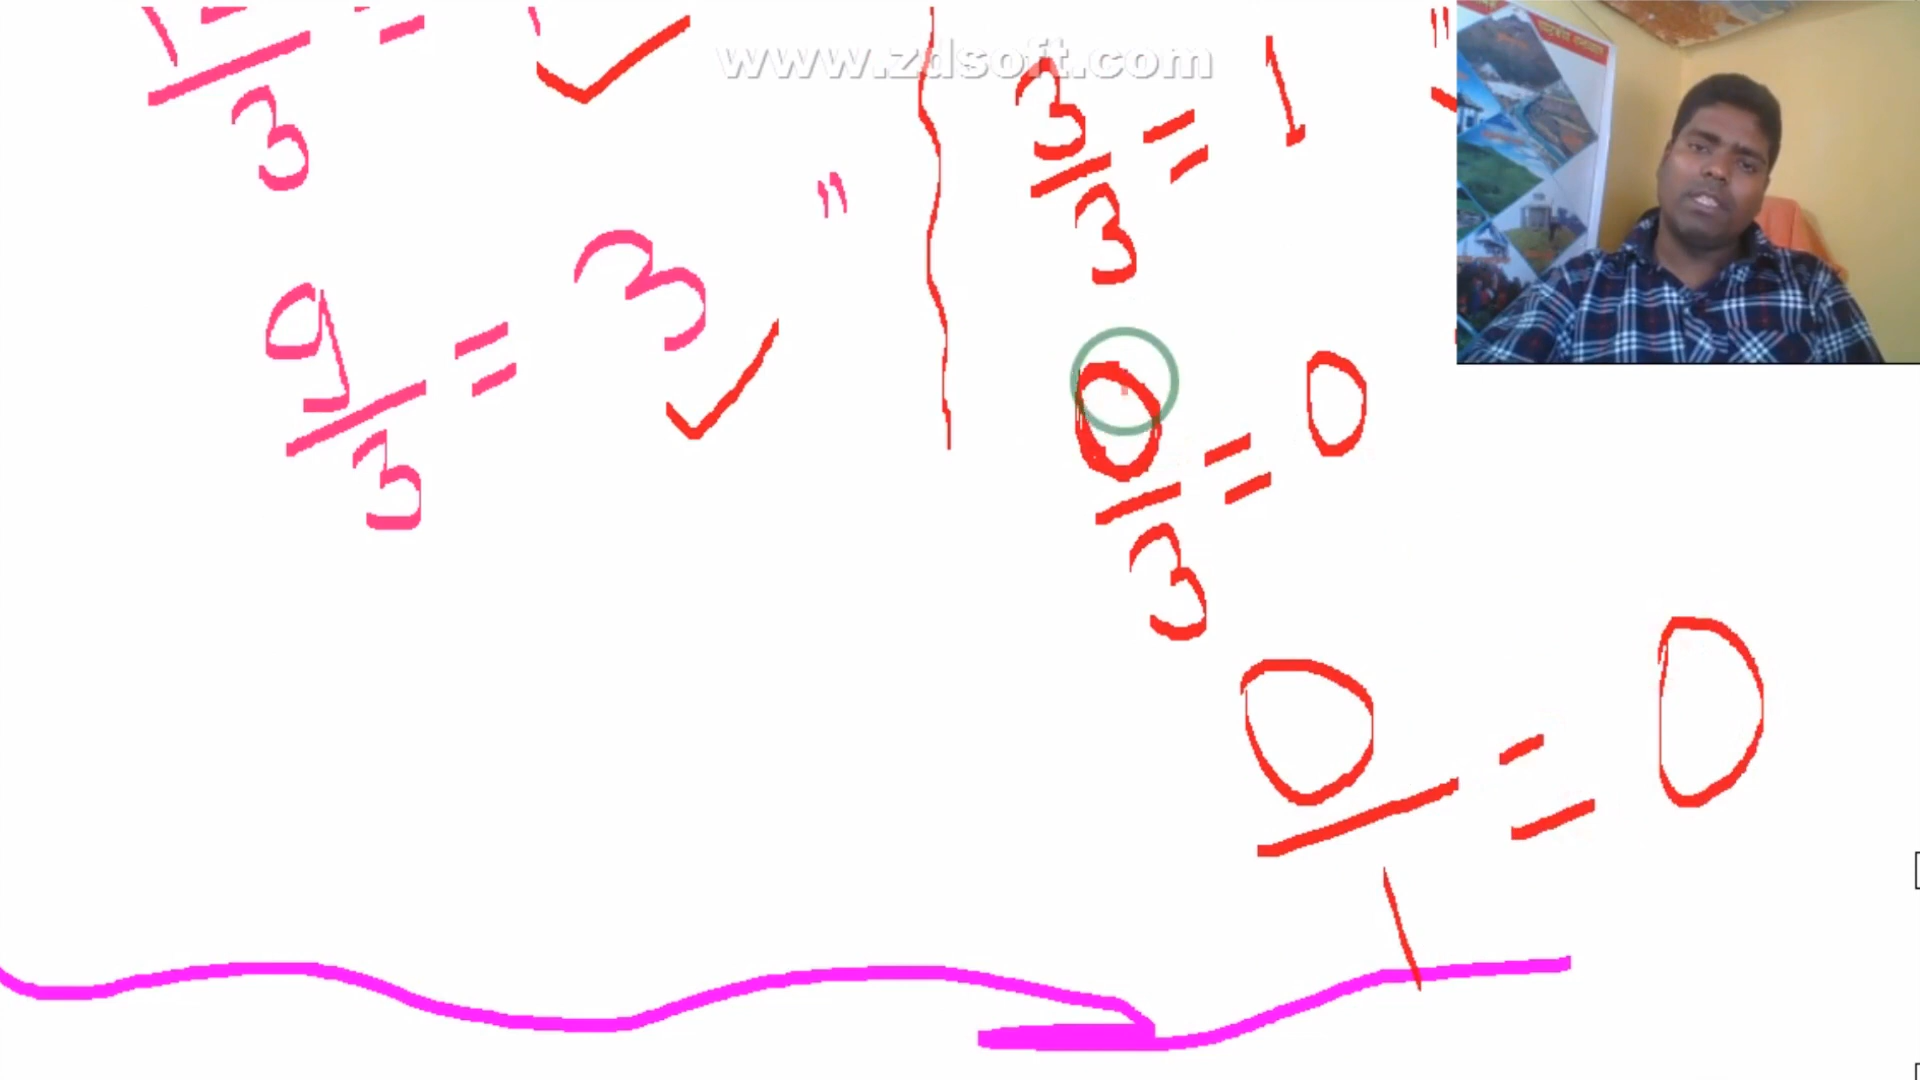 www.zdsoft.com
3
9/3 = 3 "
3/3 = 1 "
0/3 = 0
0/1 = 0